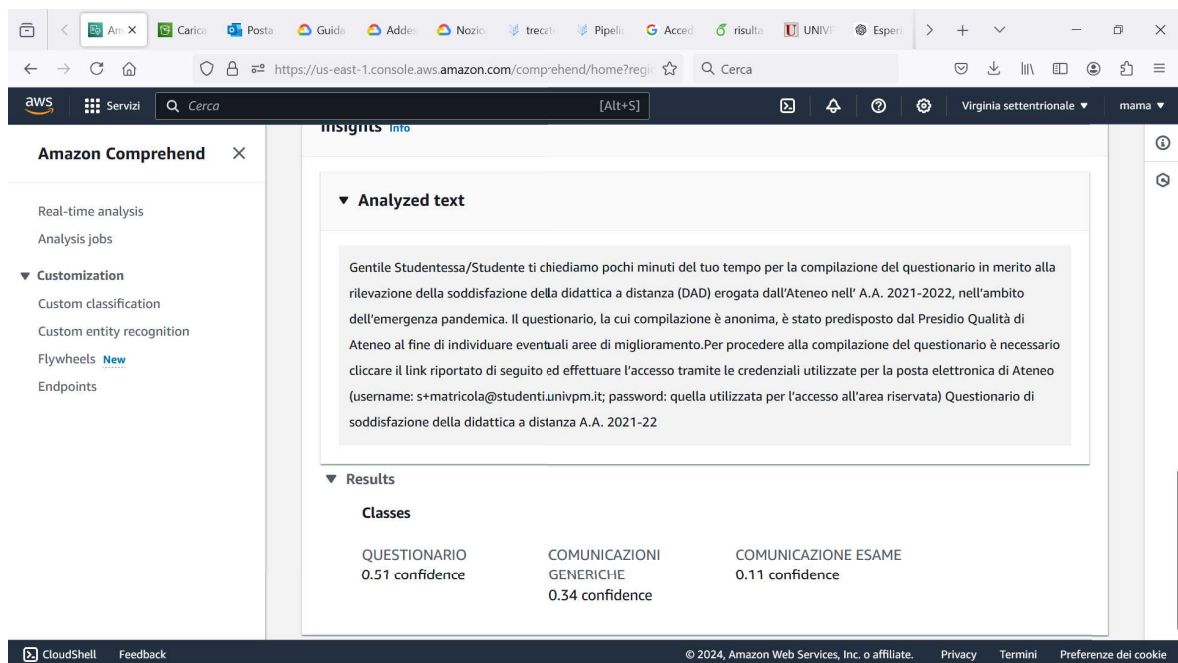 Am
Carica
Posta
Guida
Addes
Nozio
trecate
Pipelin
Acced
risulta
UNIVE
Esperi
https://us-east-1.console.aws.amazon.com/comprehend/home?regic
Cerca
aws
Servizi
Cerca
[Alt+S]
Virginia settentrionale
mama
Insights Info
Amazon Comprehend
Real-time analysis
Analysis jobs
Customization
Custom classification
Custom entity recognition
Flywheels New
Endpoints
Analyzed text
Gentile Studentessa/Studente ti chiediamo pochi minuti del tuo tempo per la compilazione del questionario in merito alla
rilevazione della soddisfazione della didattica a distanza (DAD) erogata dall'Ateneo nell' A.A. 2021-2022, nell'ambito
dell'emergenza pandemica. Il questionario, la cui compilazione è anonima, è stato predisposto dal Presidio Qualità di
Ateneo al fine di individuare eventuali aree di miglioramento.Per procedere alla compilazione del questionario è necessario
cliccare il link riportato di seguito ed effettuare l'accesso tramite le credenziali utilizzate per la posta elettronica di Ateneo
(username: s+matricola@studenti.univpm.it; password: quella utilizzata per l'accesso all'area riservata) Questionario di
soddisfazione della didattica a distanza A.A. 2021-22
Results
Classes
QUESTIONARIO
0.51 confidence
COMUNICAZIONI
GENERICHE
0.34 confidence
COMUNICAZIONE ESAME
0.11 confidence
CloudShell
Feedback
© 2024, Amazon Web Services, Inc. o affiliate.
Privacy
Termini
Preferenze dei cookie